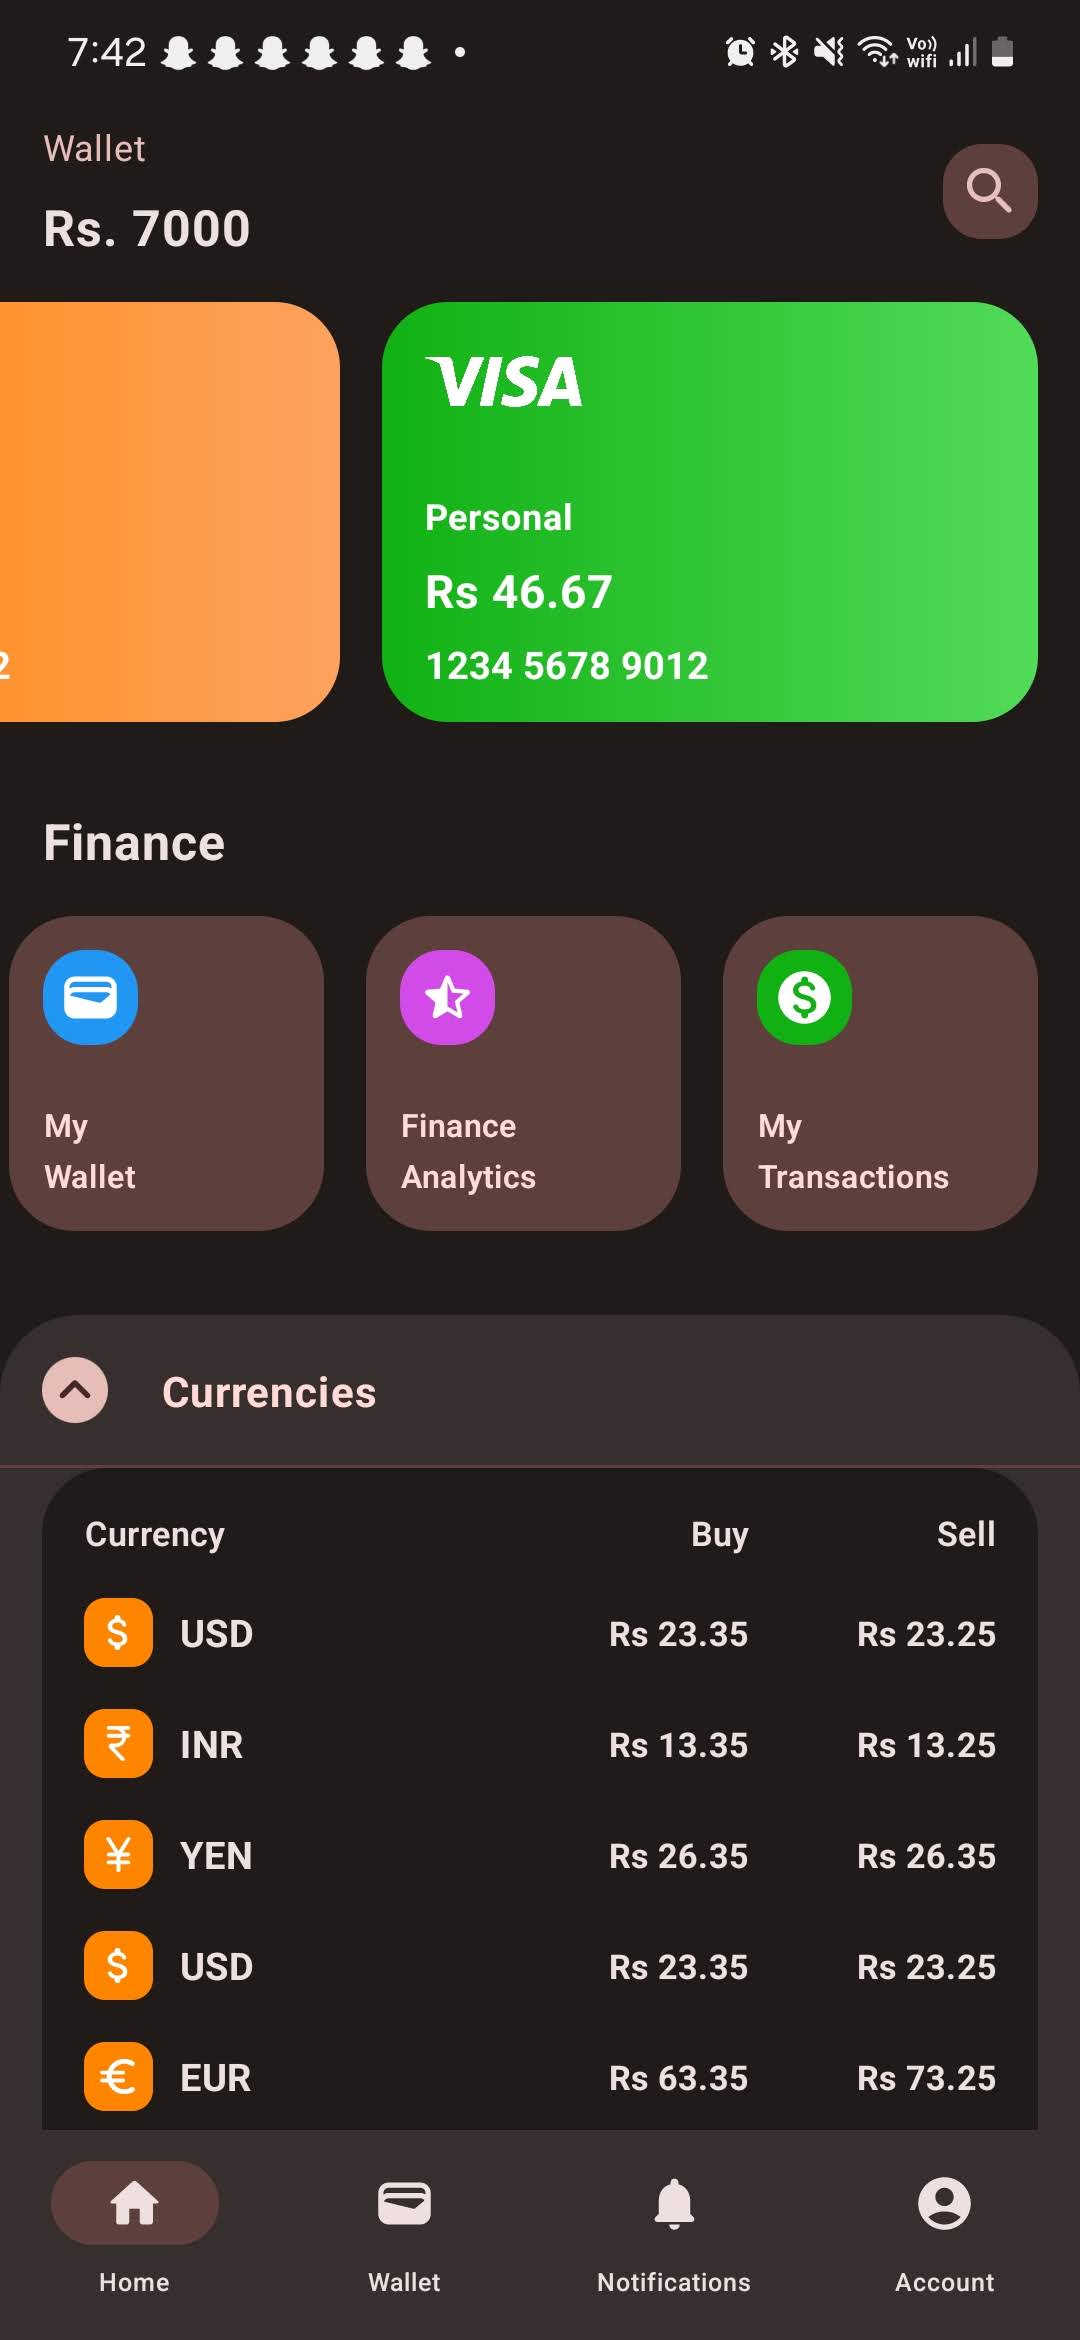 7:42
Vo))
wifi
Wallet
Rs. 7000
VISA
Personal
Rs 46.67
1234 5678 9012
2
Finance
My
Wallet
Finance
Analytics
My
Transactions
Currencies
Currency Buy Sell
$ USD Rs 23.35 Rs 23.25
₹ INR Rs 13.35 Rs 13.25
¥ YEN Rs 26.35 Rs 26.35
$ USD Rs 23.35 Rs 23.25
€ EUR Rs 63.35 Rs 73.25
Home Wallet Notifications Account